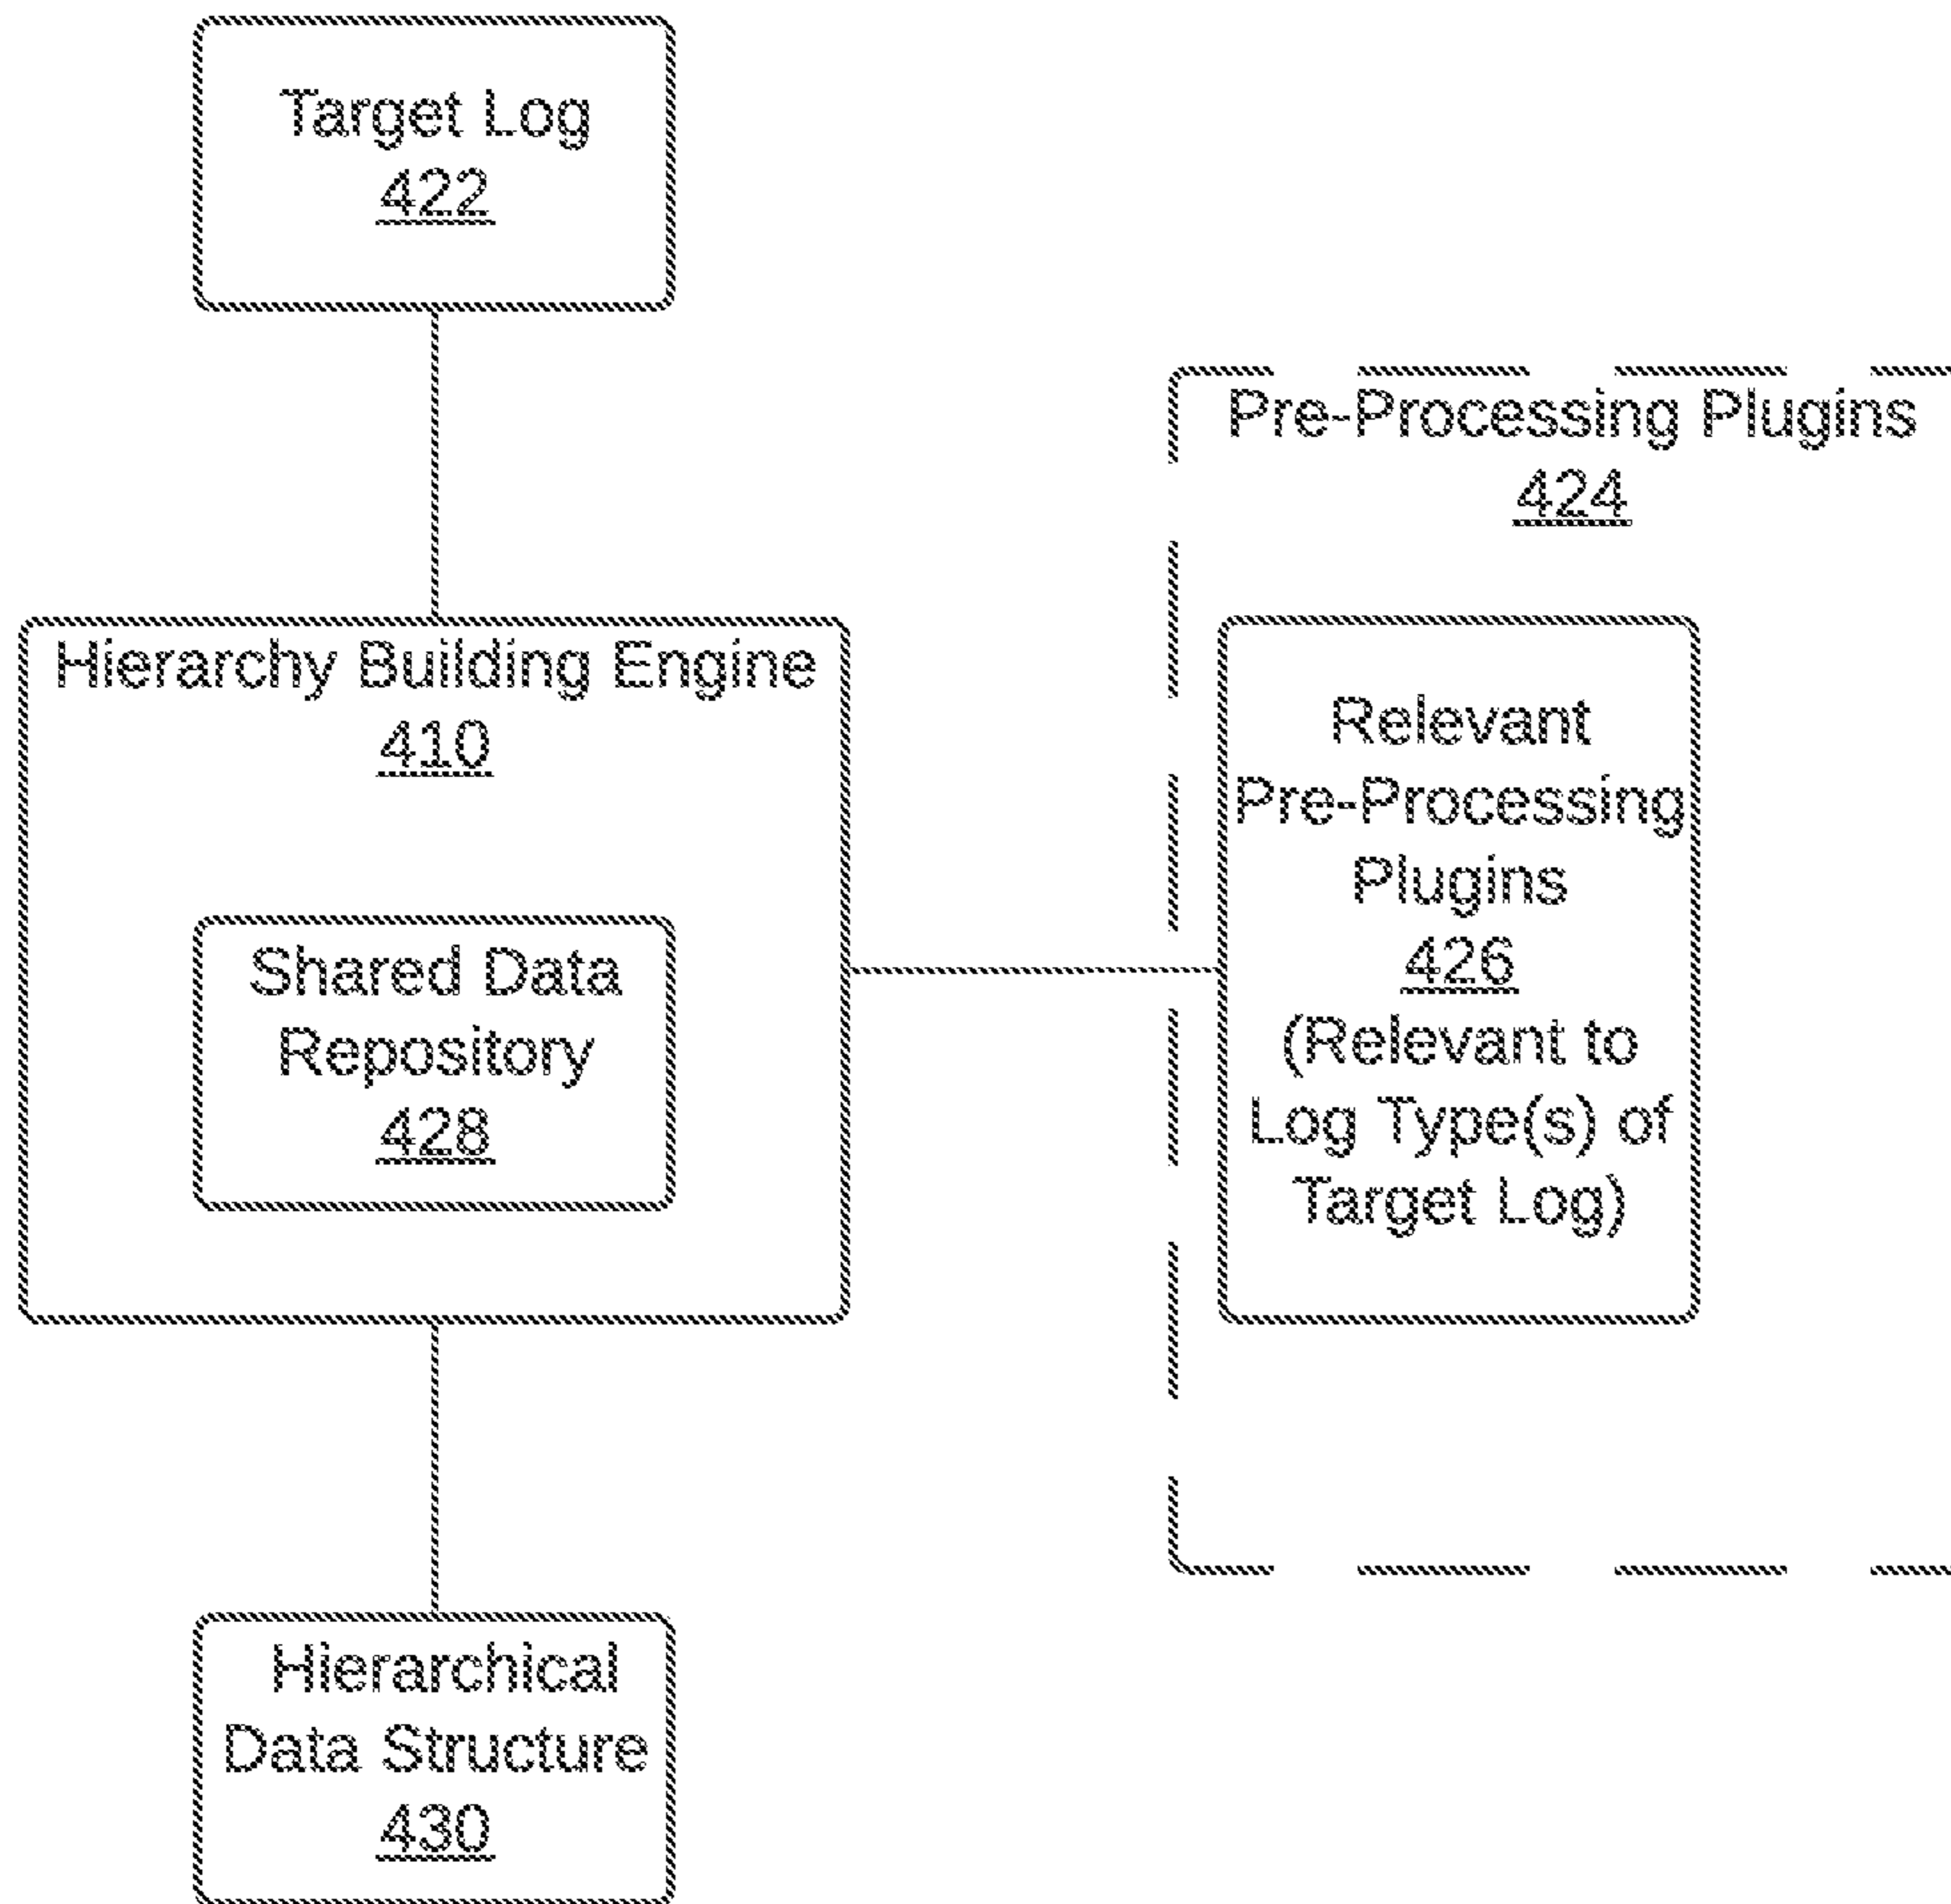 Target Log
422
Pre-Processing Plugins
424
Hierarchy Building Engine
410
Shared Data
Repository
428
Relevant
Pre-Processing
Plugins
426
(Relevant to
Log Type(s) of
Target Log)
Hierarchical
Data Structure
430